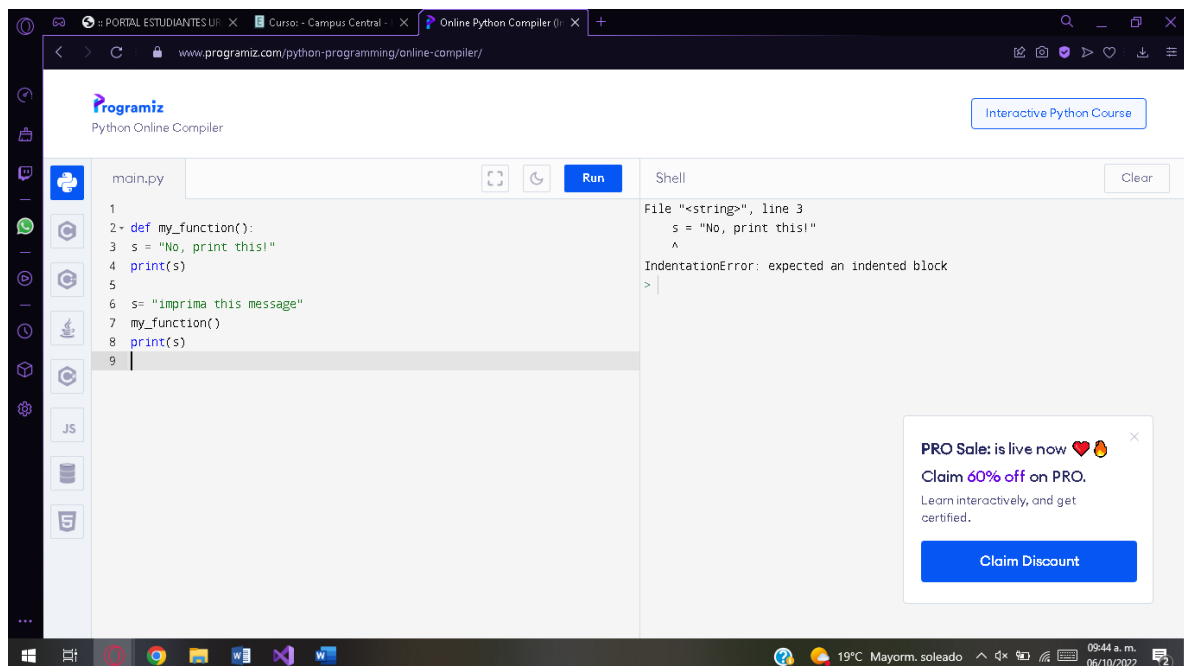 :: PORTAL ESTUDIANTES UR
Curso: - Campus Central -
Online Python Compiler (In
www.programiz.com/python-programming/online-compiler/
Programiz
Python Online Compiler
Interactive Python Course
main.py
Run
Shell
Clear
1
2 def my_function():
3 s = "No, print this!"
4 print(s)
5
6 s= "imprima this message"
7 my_function()
8 print(s)
9
File "<string>", line 3
s = "No, print this!"
^
IndentationError: expected an indented block
>
JS
PRO Sale: is live now
Claim 60% off on PRO.
Learn interactively, and get
certified.
Claim Discount
19°C Mayorm. soleado
09:44 a. m.
06/10/2022
2